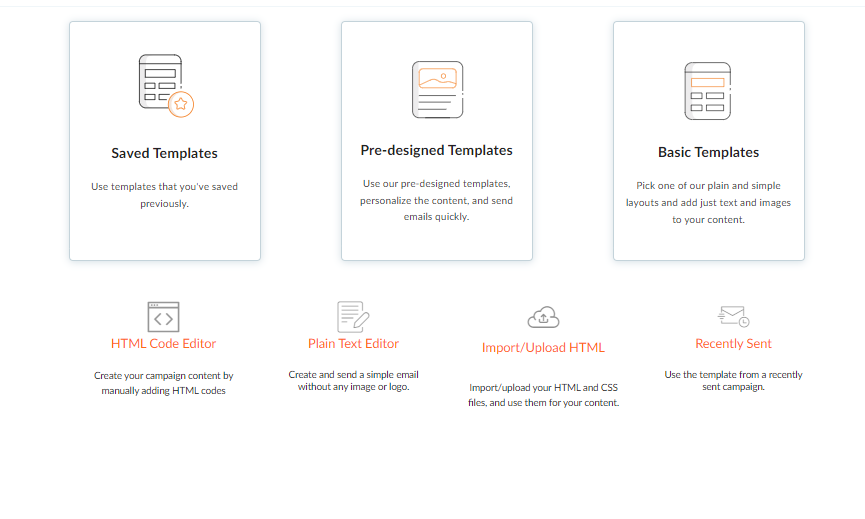 Saved Templates
Use templates that you've saved
previously.
Pre-designed Templates
Use our pre-designed templates,
personalize the content, and send
emails quickly.
Basic Templates
Pick one of our plain and simple
layouts and add just text and images
to your content.
HTML Code Editor
Create your campaign content by
manually adding HTML codes
Plain Text Editor
Create and send a simple email
without any image or logo.
Import/Upload HTML
Import/upload your HTML and CSS
files, and use them for your content.
Recently Sent
Use the template from a recently
sent campaign.